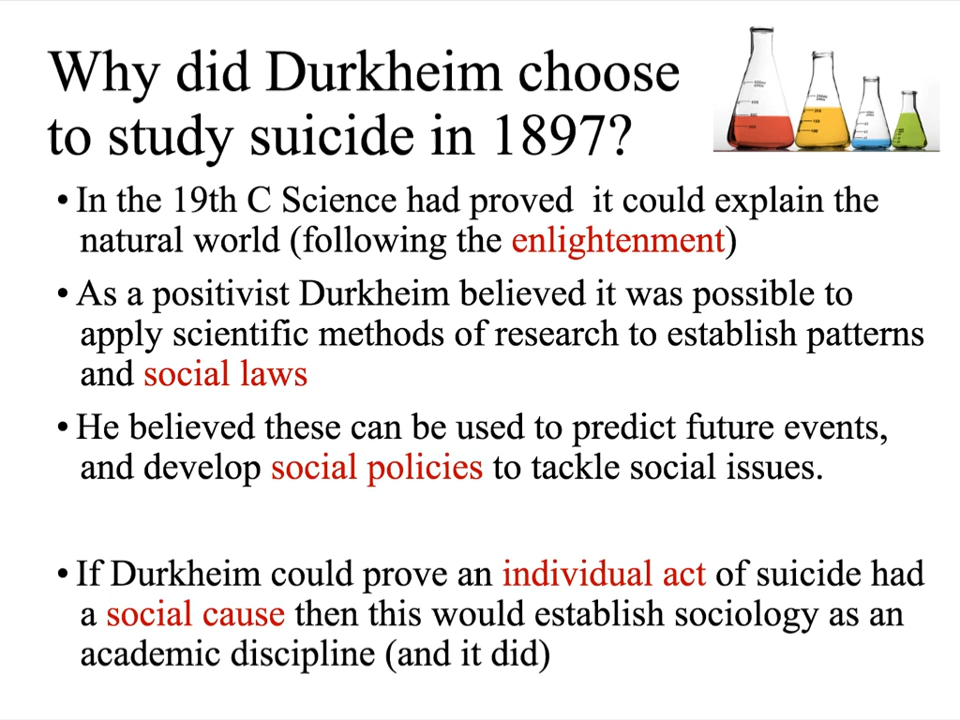 Why did Durkheim choose
to study suicide in 1897?
• In the 19th C Science had proved  it could explain the
natural world (following the enlightenment)
• As a positivist Durkheim believed it was possible to
apply scientific methods of research to establish patterns
and social laws
• He believed these can be used to predict future events,
and develop social policies to tackle social issues.
• If Durkheim could prove an individual act of suicide had
a social cause then this would establish sociology as an
academic discipline (and it did)